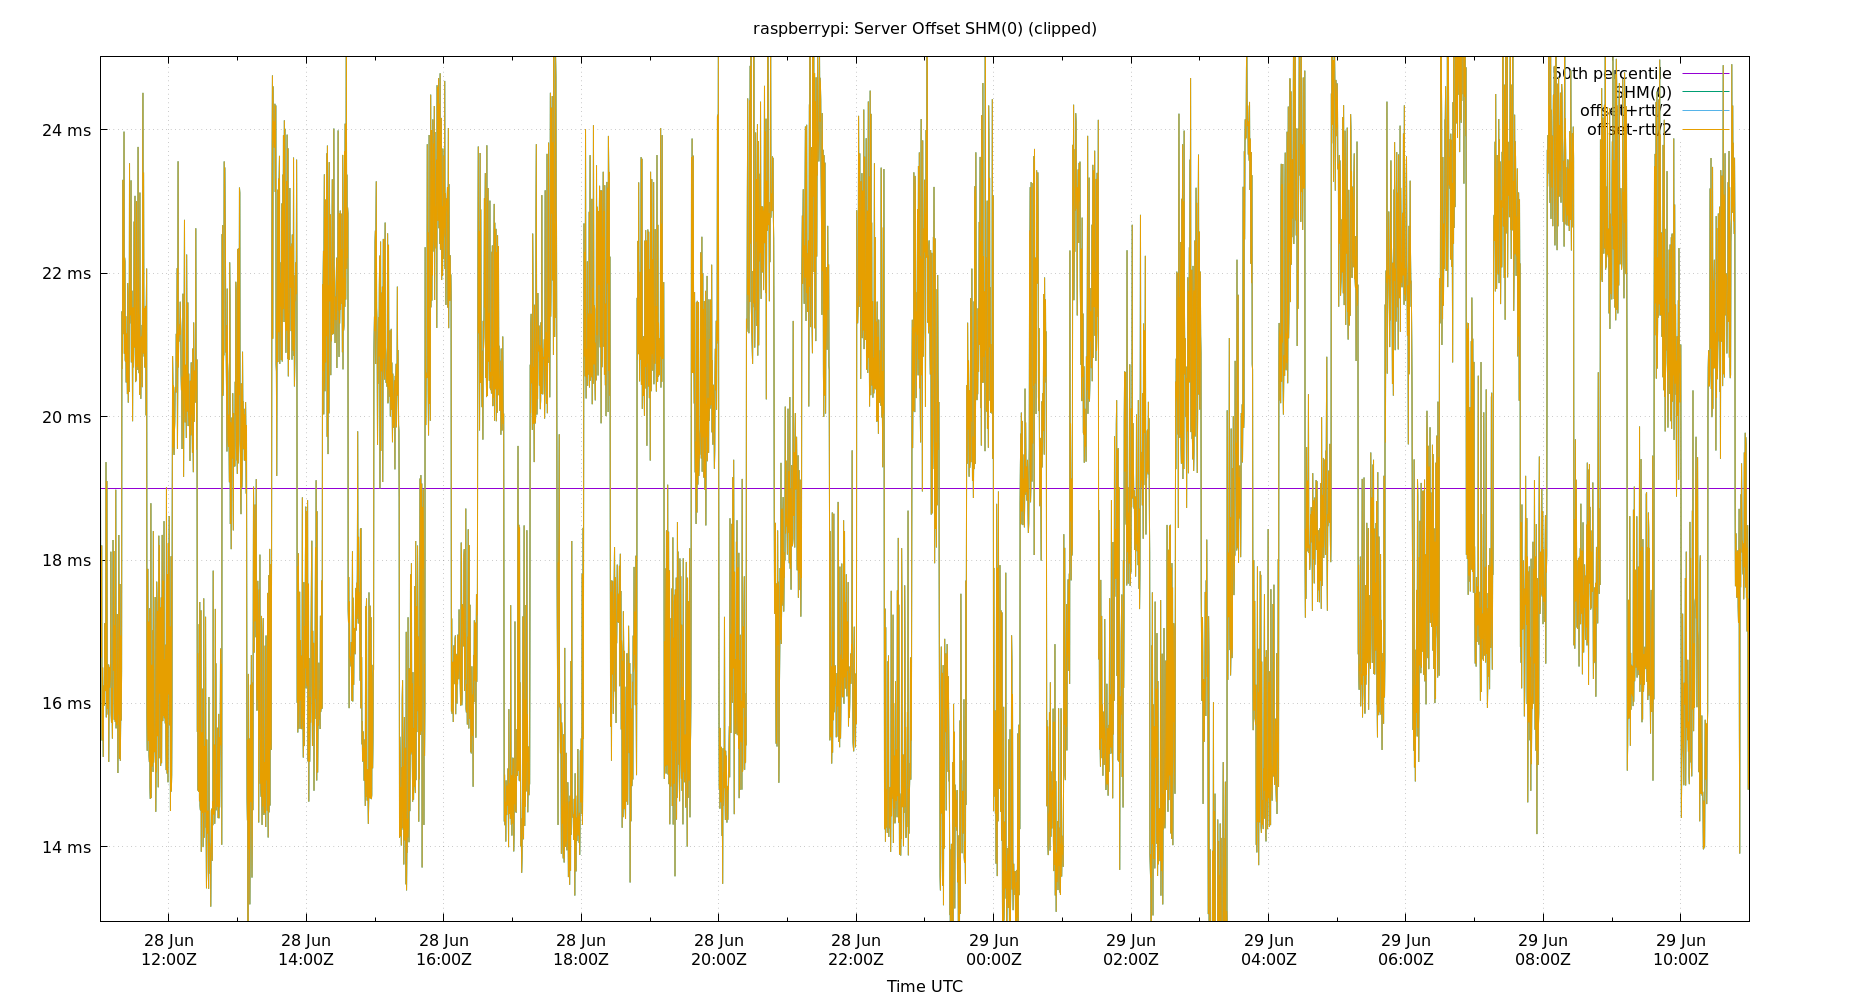 raspberrypi: Server Offset SHM(0) (clipped)
50th percentile
SHM(0)
offset+rtt/2
offset-rtt/2
24 ms
22 ms
20 ms
18 ms
16 ms
14 ms
28 Jun 28 Jun 28 Jun 28 Jun 28 Jun 28 Jun 29 Jun 29 Jun 29 Jun 29 Jun 29 Jun 29 Jun
12:00Z 14:00Z 16:00Z 18:00Z 20:00Z 22:00Z 00:00Z 02:00Z 04:00Z 06:00Z 08:00Z 10:00Z
Time UTC